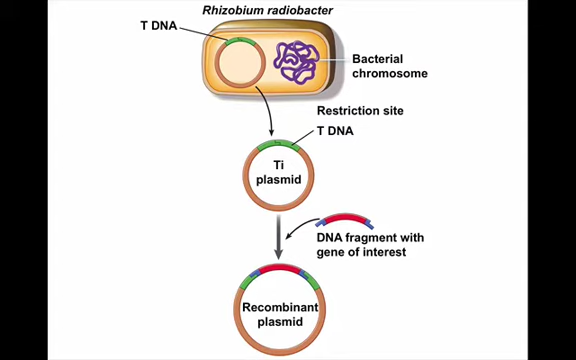 Rhizobium radiobacter
T DNA
Bacterial
chromosome
Restriction site
T DNA
Ti
plasmid
DNA fragment with
gene of interest
Recombinant
plasmid